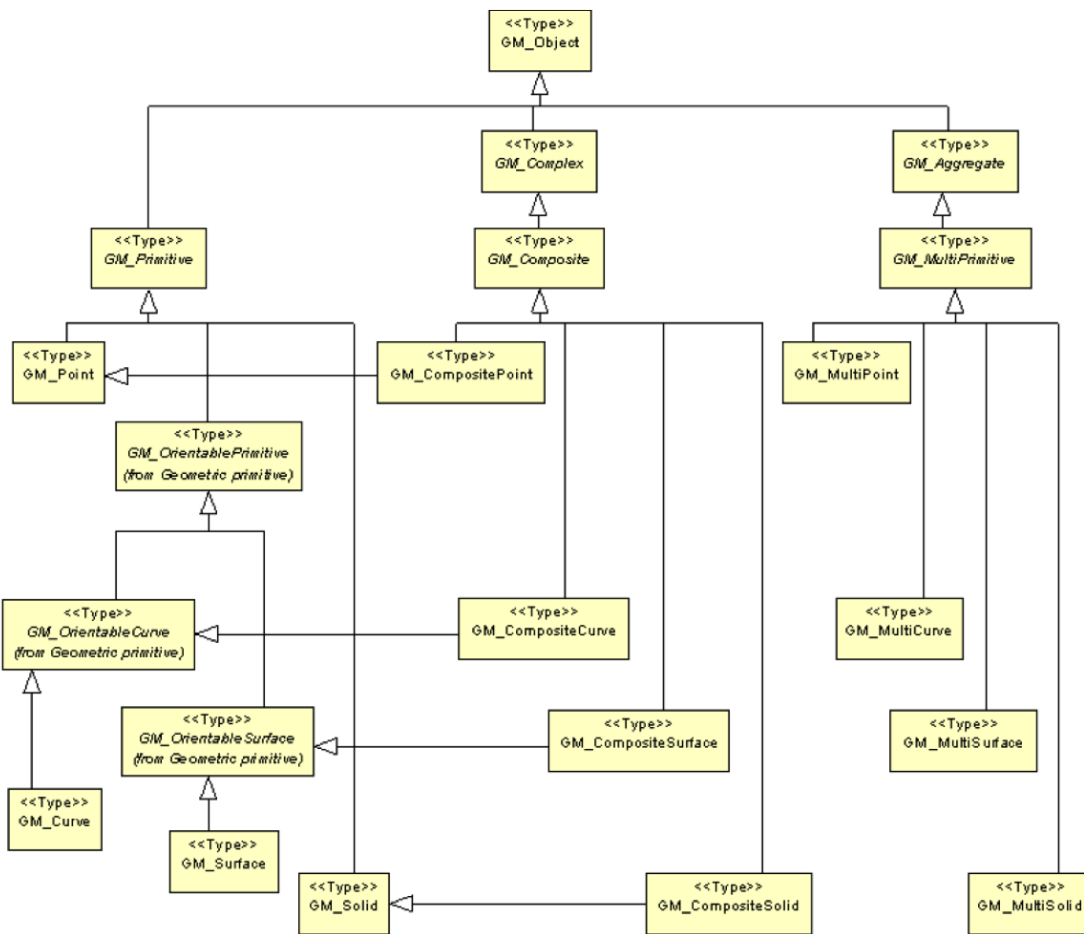 <<Type>>
GM_Object
<<Type>>
GM_Complex
<<Type>>
GM_Aggregate
<<Type>>
GM_Primitive
<<Type>>
GM_Composite
<<Type>>
GM_MultiPrimitive
<<Type>>
GM_Point
<<Type>>
GM_CompositePoint
<<Type>>
GM_MultiPoint
<<Type>>
GM_OrientablePrimitive
(from Geometric primitive)
<<Type>>
GM_OrientableCurve
(from Geometric primitive)
<<Type>>
GM_CompositeCurve
<<Type>>
GM_MultiCurve
<<Type>>
GM_OrientableSurface
(from Geometric primitive)
<<Type>>
GM_CompositeSurface
<<Type>>
GM_MultiSurface
<<Type>>
GM_Curve
<<Type>>
GM_Surface
<<Type>>
GM_Solid
<<Type>>
GM_CompositeSolid
<<Type>>
GM_MultiSolid